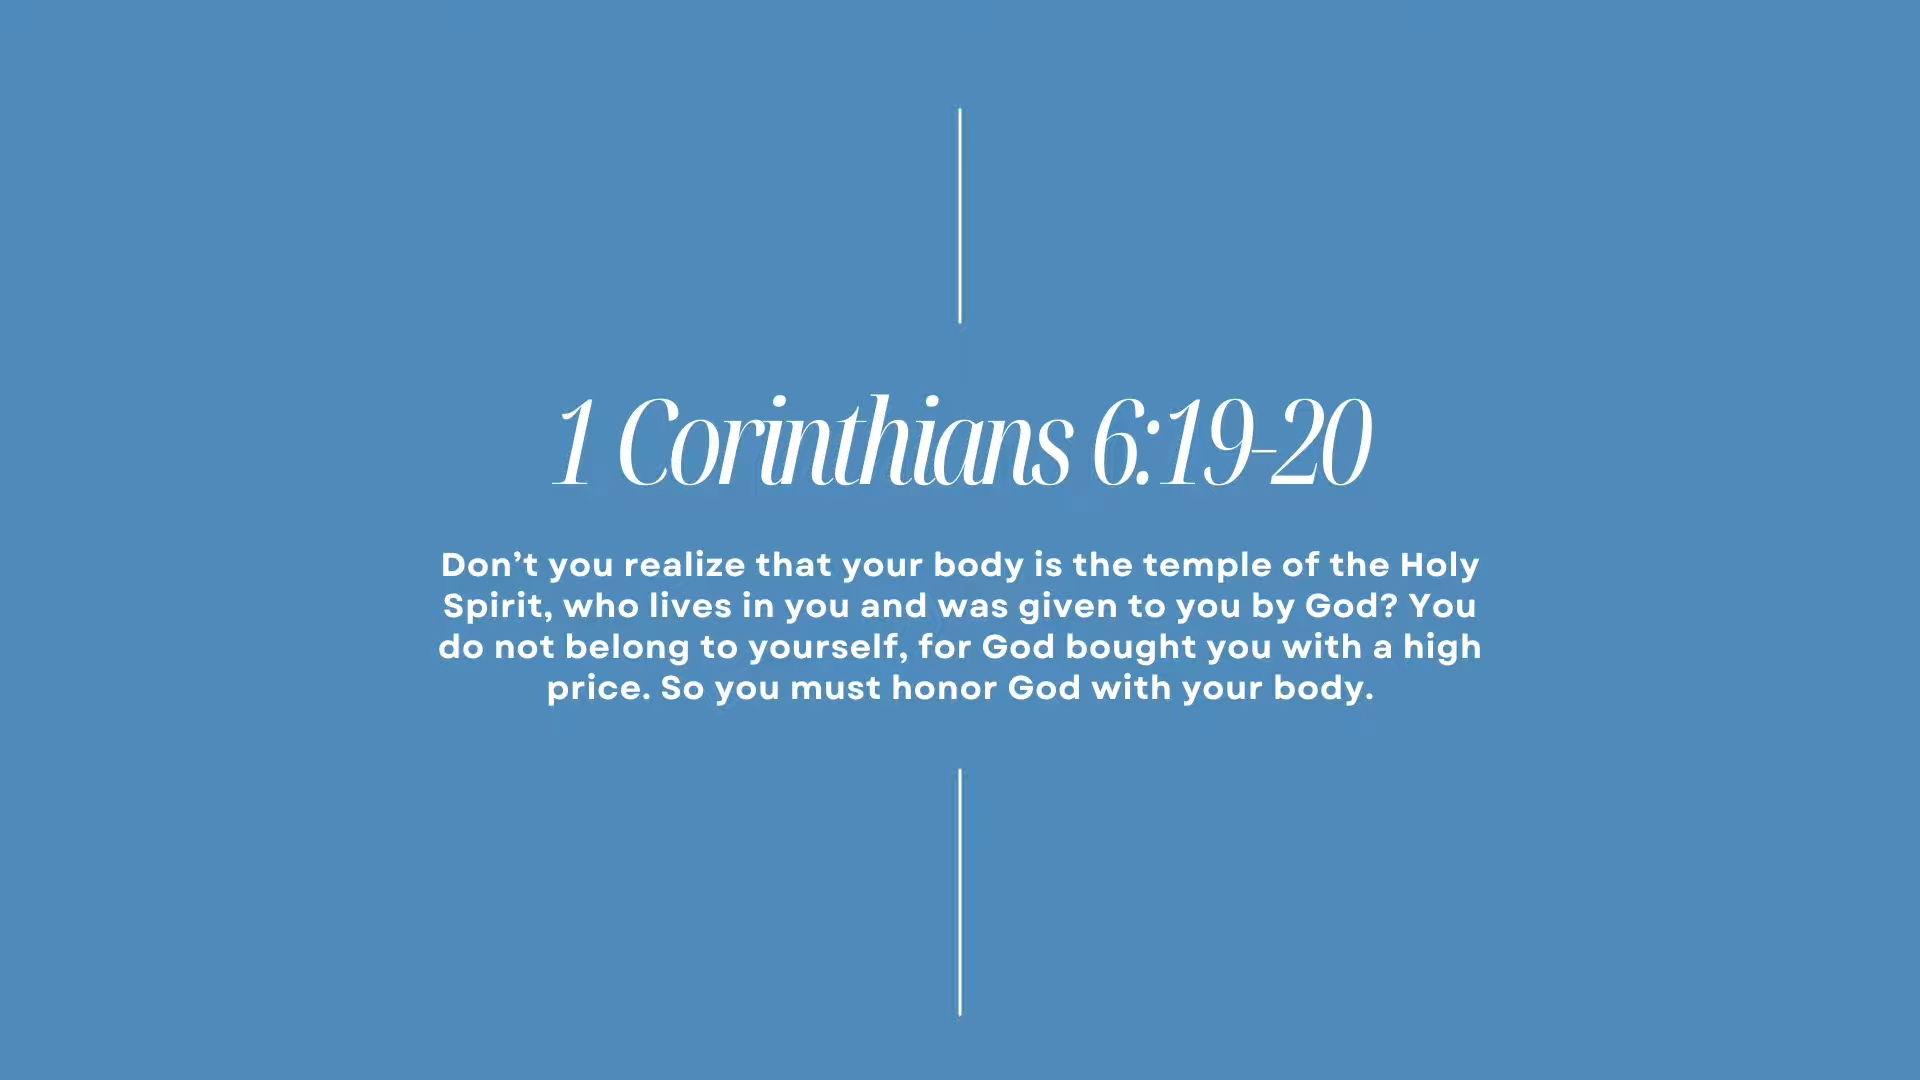 1 Corinthians 6:19-20
Don’t you realize that your body is the temple of the Holy
Spirit, who lives in you and was given to you by God? You
do not belong to yourself, for God bought you with a high
price. So you must honor God with your body.